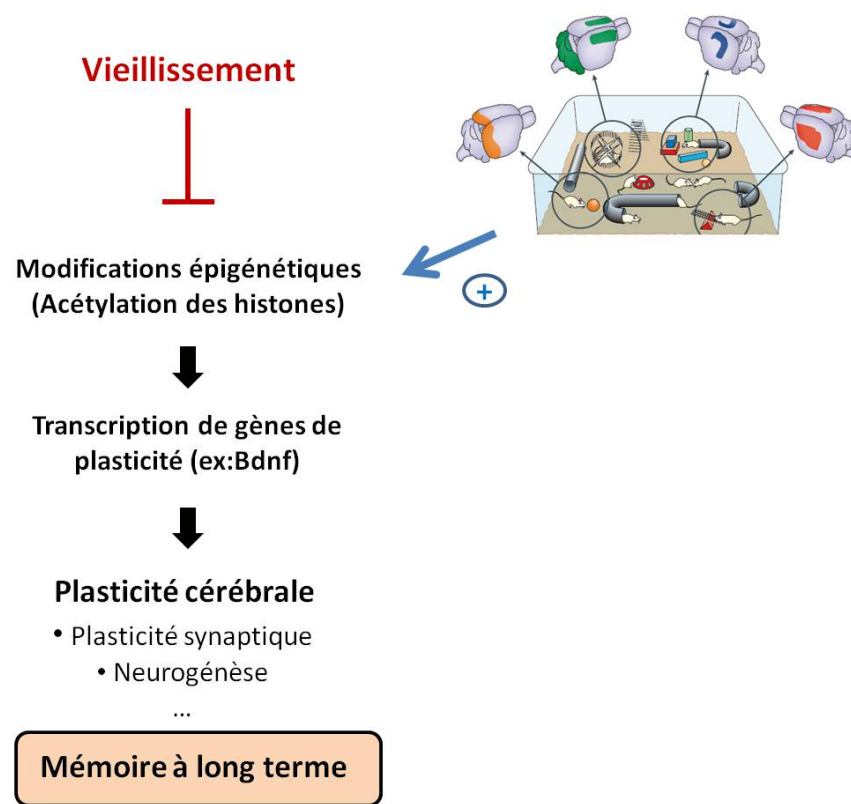 Vieillissement
+
Modifications épigénétiques
(Acétylation des histones)
Transcription de gènes de
plasticité (ex:Bdnf)
Plasticité cérébrale
• Plasticité synaptique
• Neurogénèse
...
Mémoire à long terme